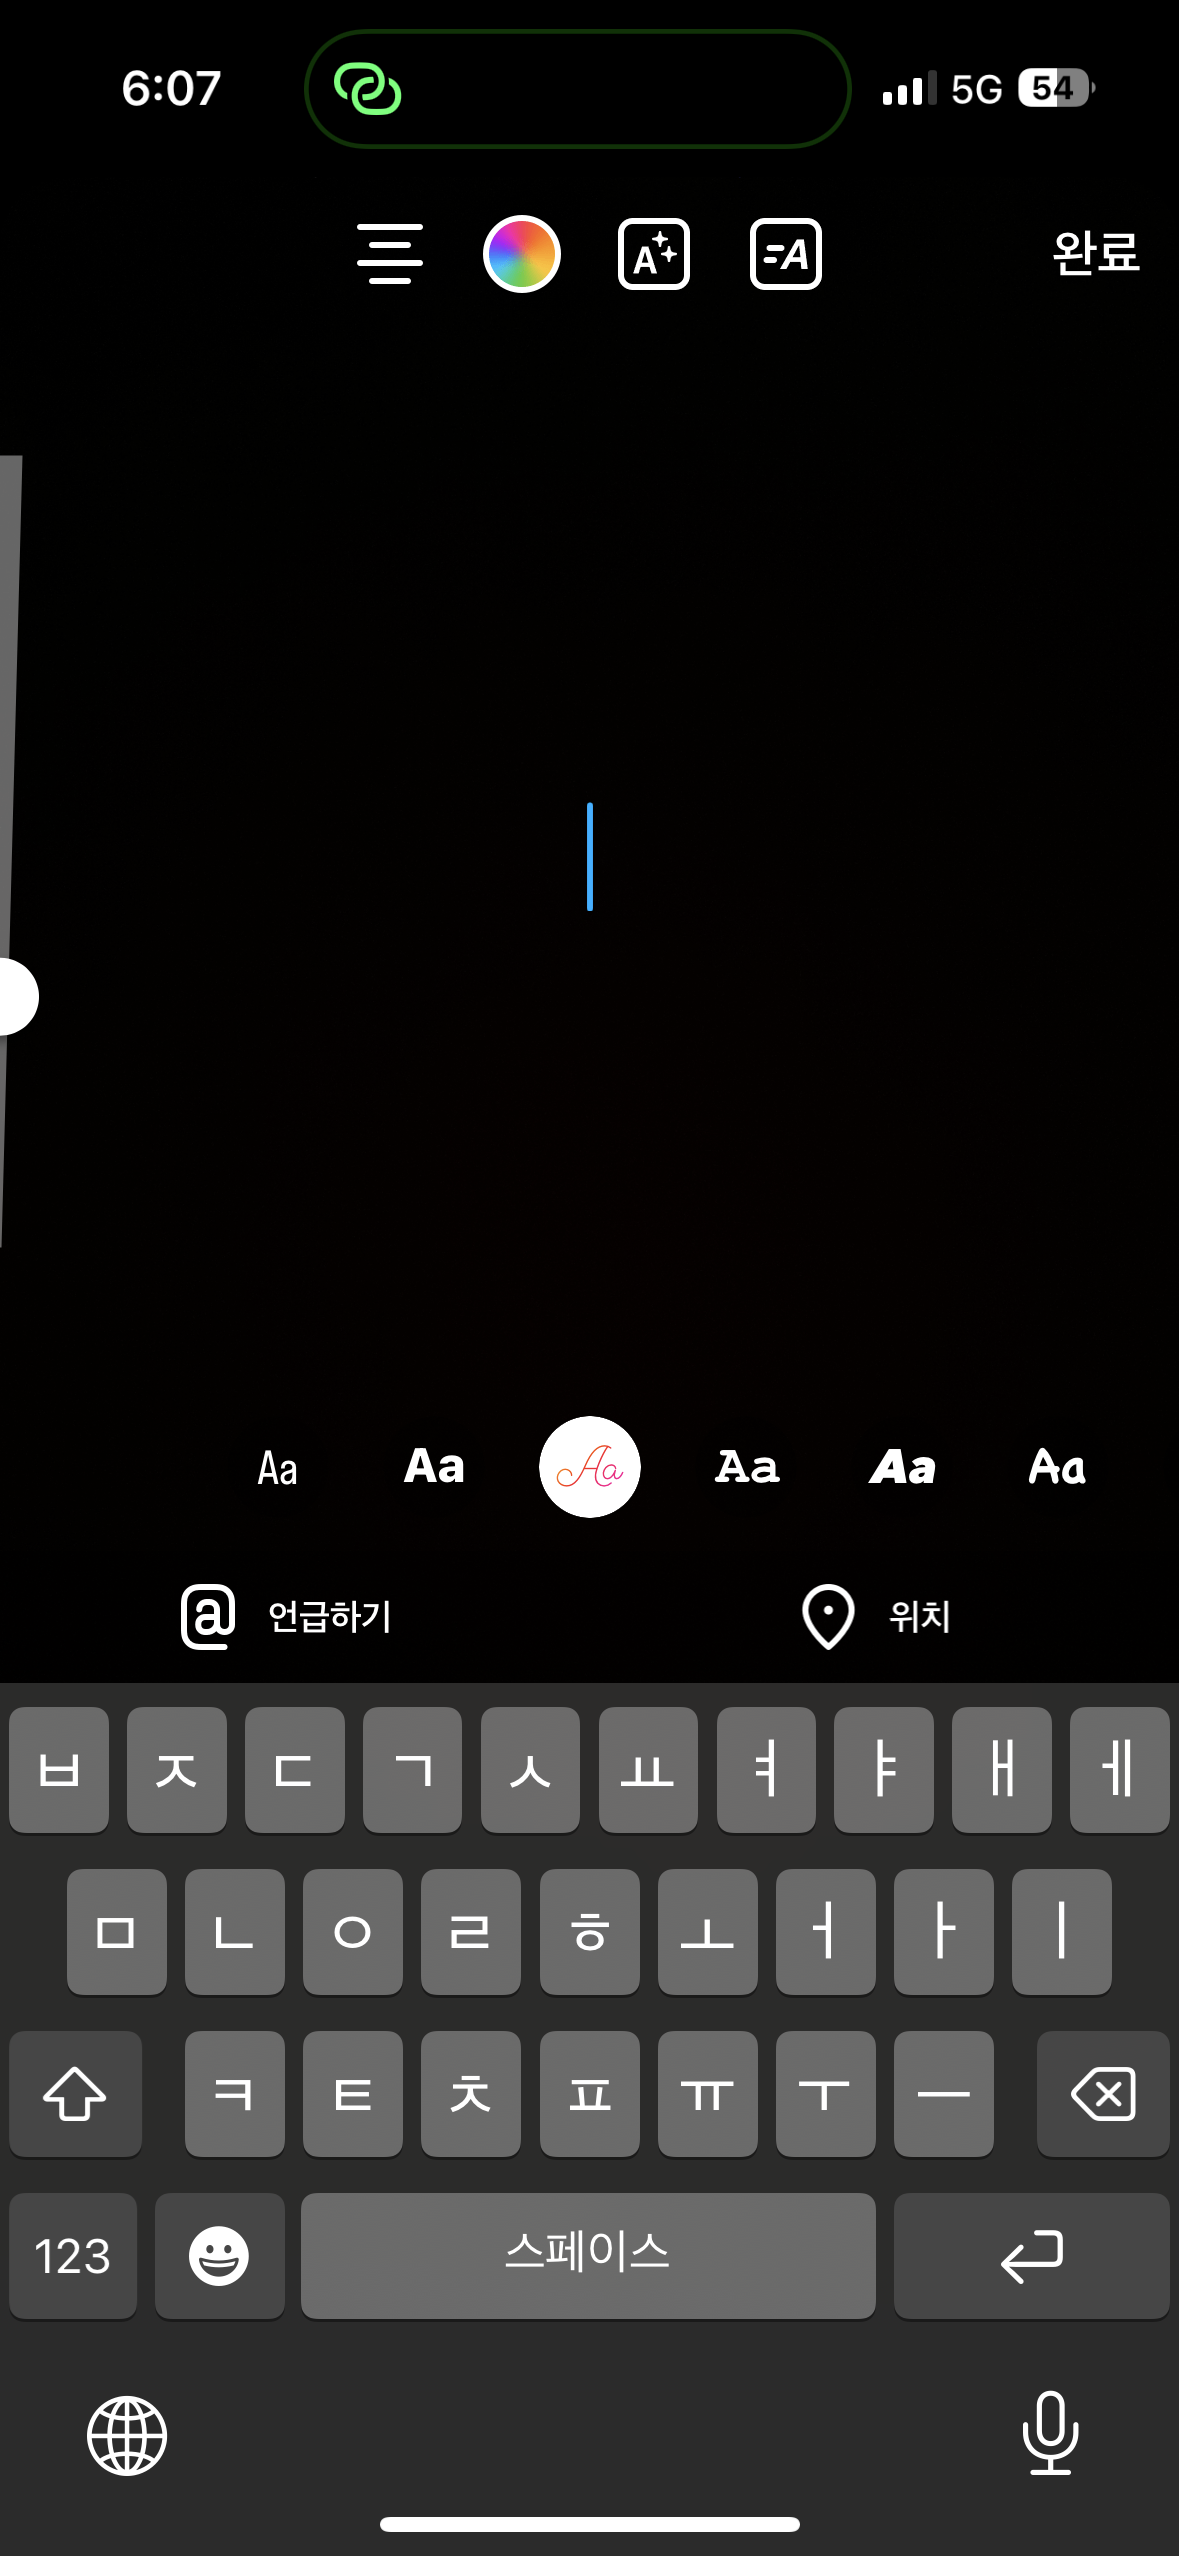 6:07 5G 54
A A 완료
Aa Aa Aa Aa Aa Aa
@ 언급하기 위치
ㅂ ㅈ ㄷ ㄱ ㅅ ㅛ ㅕ ㅑ ㅐ ㅔ
ㅁ ㄴ ㅇ ㄹ ㅎ ㅗ ㅓ ㅏ ㅣ
ㅋ ㅌ ㅊ ㅍ ㅠ ㅜ ㅡ
123 스페이스